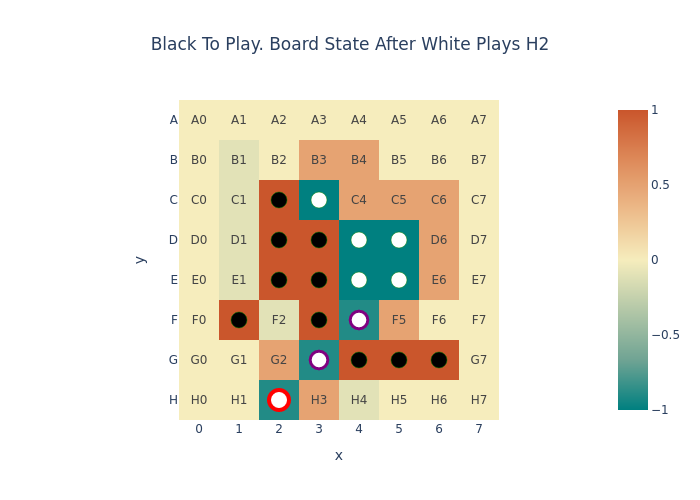 Black To Play. Board State After White Plays H2
A A0 A1 A2 A3 A4 A5 A6 A7
B B0 B1 B2 B3 B4 B5 B6 B7
C C0 C1 C4 C5 C6 C7
D D0 D1 D6 D7
E E0 E1 E6 E7
F F0 F2 F5 F6 F7
G G0 G1 G2 G7
H H0 H1 H3 H4 H5 H6 H7
0 1 2 3 4 5 6 7
x
y
1
0.5
0
−0.5
−1